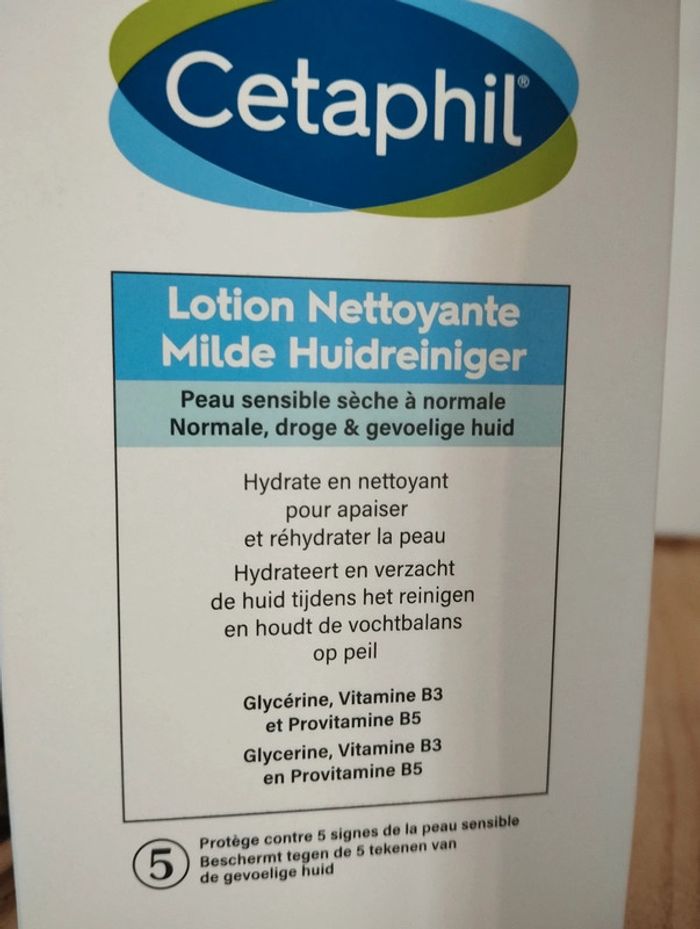 Cetaphil®
Lotion Nettoyante
Milde Huidreiniger
Peau sensible sèche à normale
Normale, droge & gevoelige huid
Hydrate en nettoyant
pour apaiser
et réhydrater la peau
Hydrateert en verzacht
de huid tijdens het reinigen
en houdt de vochtbalans
op peil
Glycérine, Vitamine B3
et Provitamine B5
Glycerine, Vitamine B3
en Provitamine B5
5
Protège contre 5 signes de la peau sensible
Beschermt tegen de 5 tekenen van
de gevoelige huid